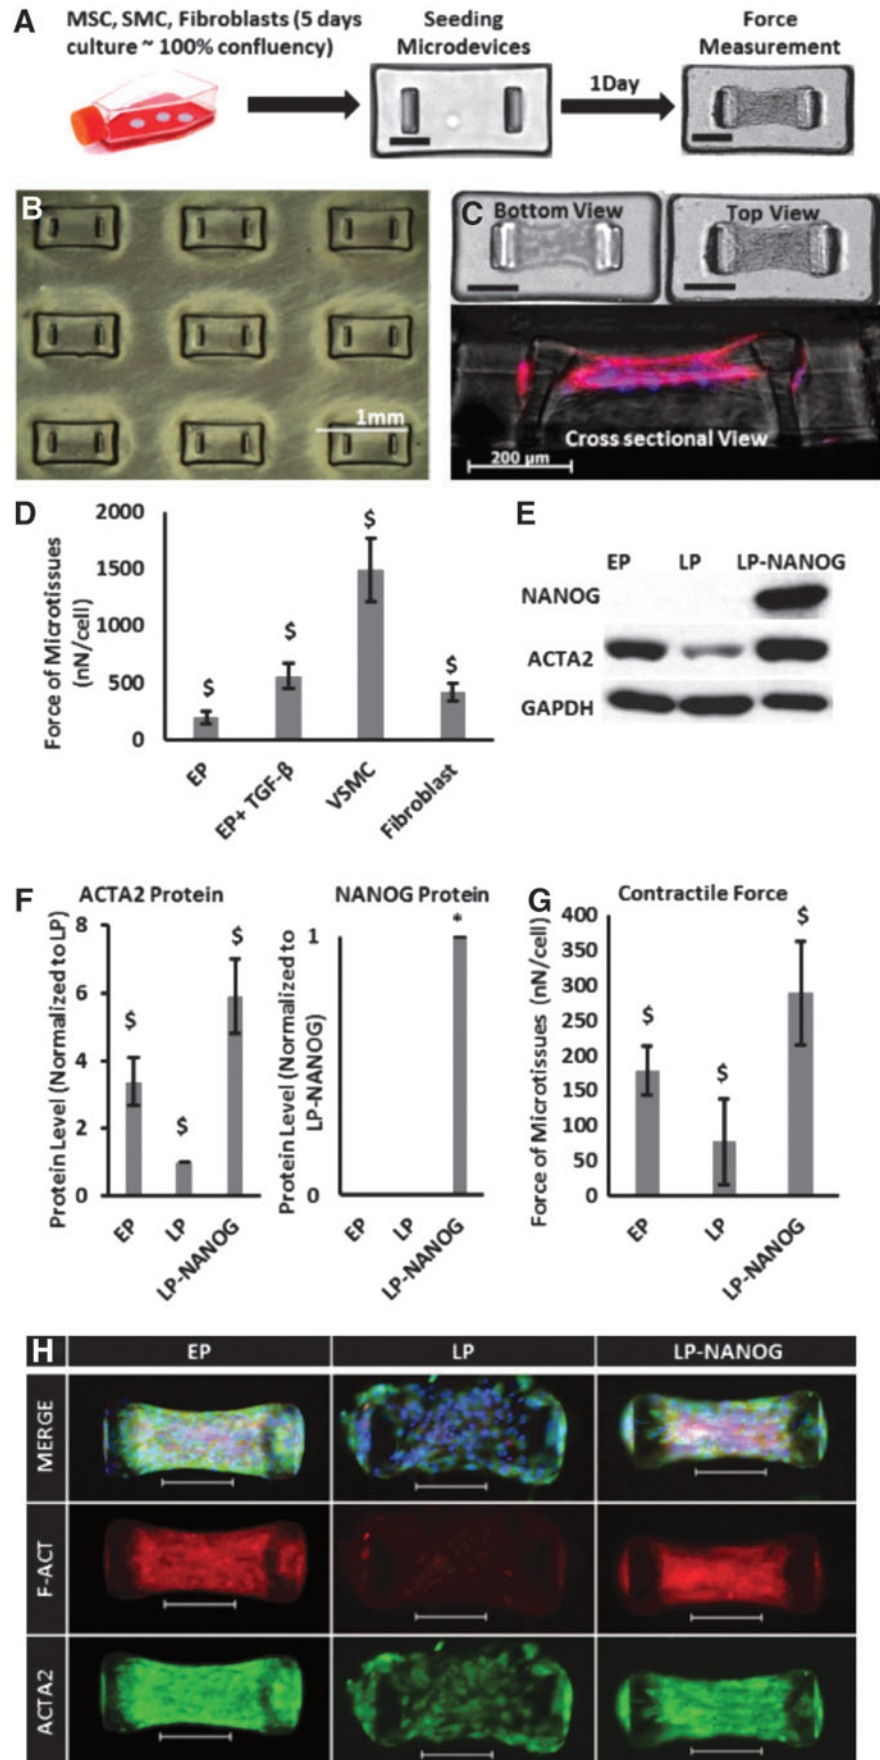 A
MSC, SMC, Fibroblasts (5 days
culture ~ 100% confluency)
Seeding
Microdevices
1Day
Force
Measurement
B
1mm
C
Bottom View
Top View
Cross sectional View
200 µm
D
Force of Microtissues
(nN/cell)
2000
1500
1000
500
0
$
$
$
$
EP
EP+ TGF-β
VSMC
Fibroblast
E
EP LP LP-NANOG
NANOG
ACTA2
GAPDH
F
ACTA2 Protein
Protein Level (Normalized to LP)
8
6
4
2
0
$
$
$
EP
LP
LP-NANOG
NANOG Protein
Protein Level (Normalized to
LP-NANOG)
1
0
*
EP
LP
LP-NANOG
G
Contractile Force
Force of Microtissues (nN/cell)
400
350
300
250
200
150
100
50
0
$
$
$
EP
LP
LP-NANOG
H
EP
LP
LP-NANOG
MERGE
F-ACT
ACTA2